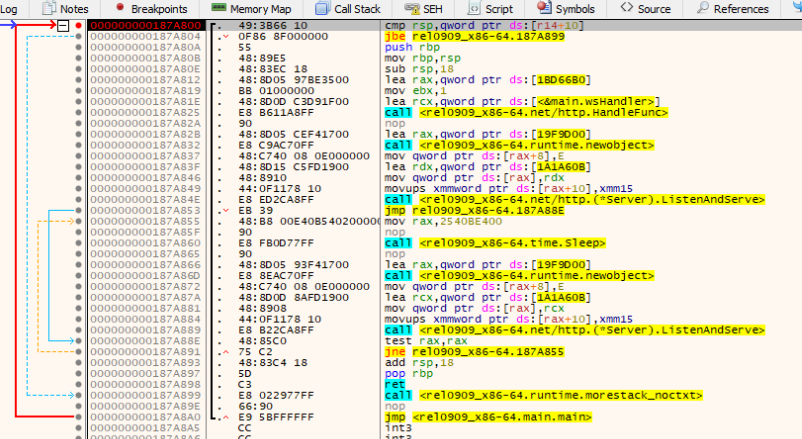 Log Notes Breakpoints Memory Map Call Stack SEH Script Symbols Source References
000000000187A800 49:3B66 10 cmp rsp,qword ptr ds:[r14+10]
000000000187A804 0F86 8F000000 jbe rel0909_x86-64.187A899
000000000187A80A 55 push rbp
000000000187A80B 48:89E5 mov rbp,rsp
000000000187A80E 48:83EC 18 sub rsp,18
000000000187A812 48:8D05 97BE3500 lea rax,qword ptr ds:[1BD66B0]
000000000187A819 BB 01000000 mov ebx,1
000000000187A81E 48:8D0D C3D91F00 lea rcx,qword ptr ds:[<&main.wsHandler>]
000000000187A825 E8 B611A8FF call <rel0909_x86-64.net/http.HandleFunc>
000000000187A82A 90 nop
000000000187A82B 48:8D05 CEF41700 lea rax,qword ptr ds:[19F9D00]
000000000187A832 E8 C9AC70FF call <rel0909_x86-64.runtime.newobject>
000000000187A837 48:C740 08 0E000000 mov qword ptr ds:[rax+8],E
000000000187A83F 48:8D15 C5FD1900 lea rdx,qword ptr ds:[1A1A60B]
000000000187A846 48:8910 mov qword ptr ds:[rax],rdx
000000000187A849 44:0F1178 10 movups xmmword ptr ds:[rax+10],xmm15
000000000187A84E E8 ED2CA8FF call <rel0909_x86-64.net/http.(*Server).ListenAndServe>
000000000187A853 EB 39 jmp rel0909_x86-64.187A88E
000000000187A855 48:B8 00E40B5402000000 mov rax,2540BE400
000000000187A85F 90 nop
000000000187A860 E8 FB0D77FF call <rel0909_x86-64.time.Sleep>
000000000187A865 90 nop
000000000187A866 48:8D05 93F41700 lea rax,qword ptr ds:[19F9D00]
000000000187A86D E8 8EAC70FF call <rel0909_x86-64.runtime.newobject>
000000000187A872 48:C740 08 0E000000 mov qword ptr ds:[rax+8],E
000000000187A87A 48:8D0D 8AFD1900 lea rcx,qword ptr ds:[1A1A60B]
000000000187A881 48:8908 mov qword ptr ds:[rax],rcx
000000000187A884 44:0F1178 10 movups xmmword ptr ds:[rax+10],xmm15
000000000187A889 E8 B22CA8FF call <rel0909_x86-64.net/http.(*Server).ListenAndServe>
000000000187A88E 48:85C0 test rax,rax
000000000187A891 75 C2 jne rel0909_x86-64.187A855
000000000187A893 48:83C4 18 add rsp,18
000000000187A897 5D pop rbp
000000000187A898 C3 ret
000000000187A899 E8 022977FF call <rel0909_x86-64.runtime.morestack_noctxt>
000000000187A89E 66:90 nop
000000000187A8A0 E9 5BFFFFFF jmp <rel0909_x86-64.main.main>
000000000187A8A5 CC int3
000000000187A8A6 CC int3